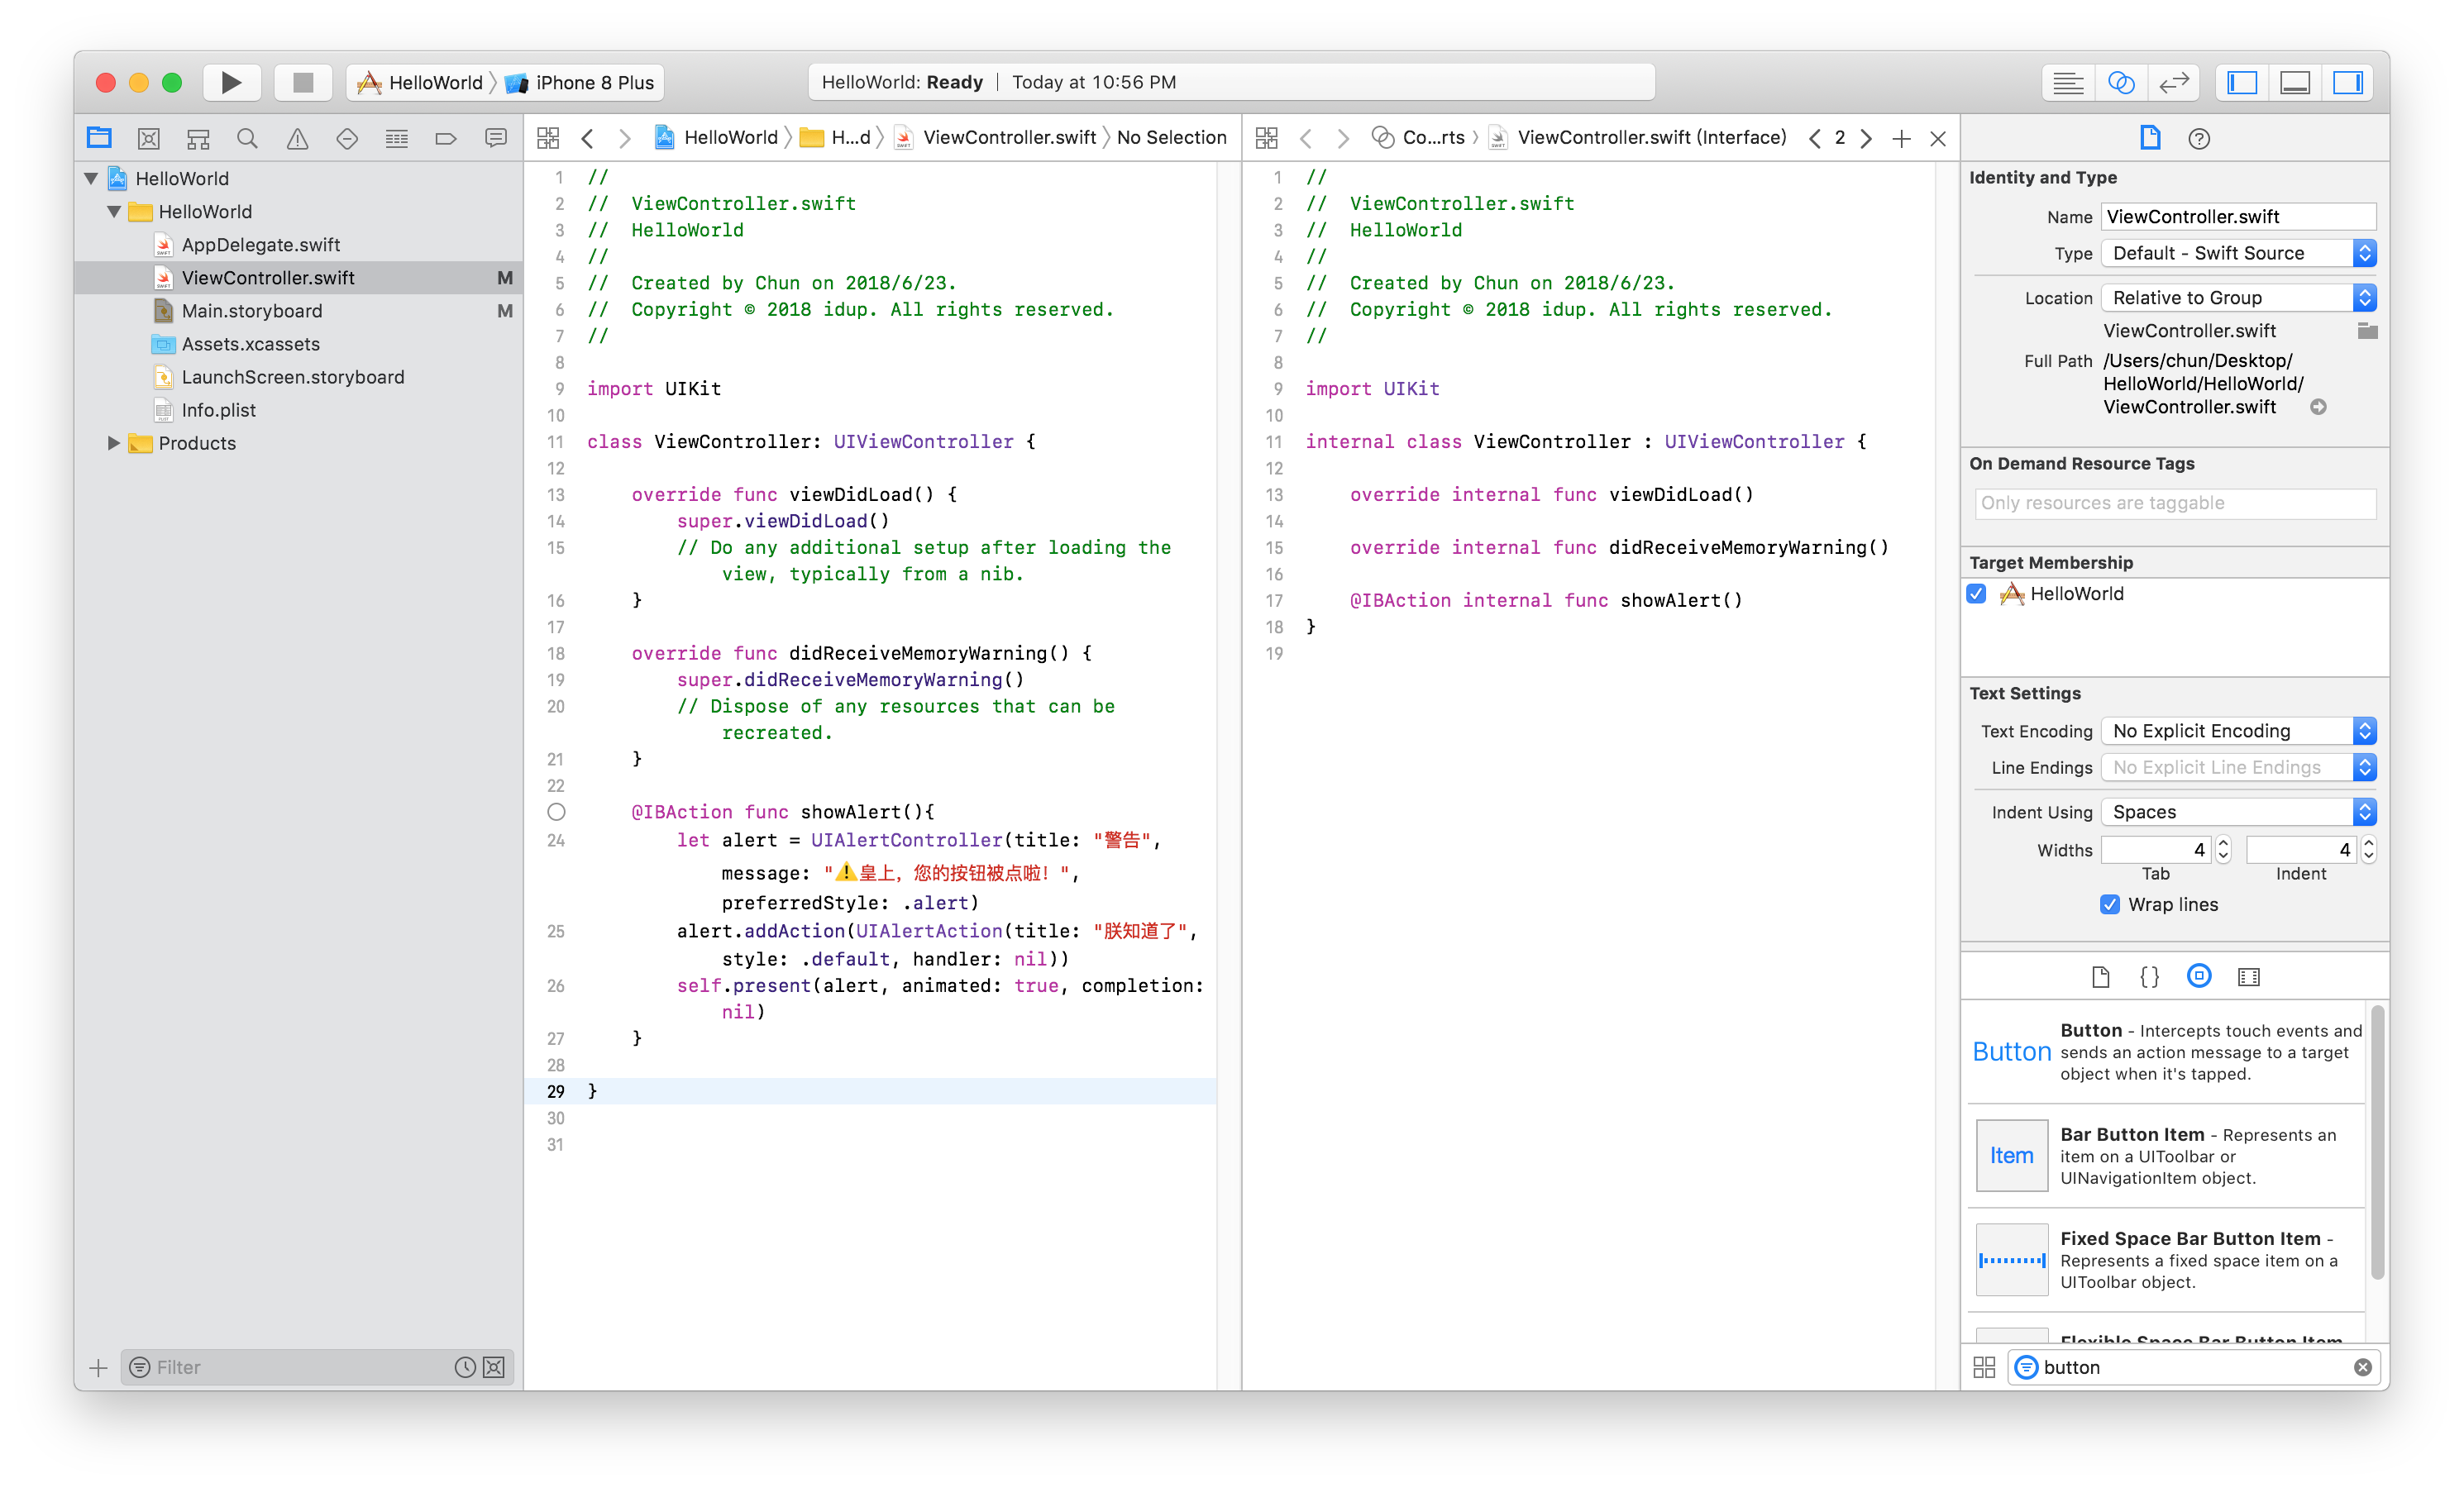 HelloWorld iPhone 8 Plus
HelloWorld: Ready | Today at 10:56 PM
HelloWorld H...d ViewController.swift No Selection
Co...rts ViewController.swift (Interface) 2
HelloWorld
HelloWorld
AppDelegate.swift
ViewController.swift M
Main.storyboard M
Assets.xcassets
LaunchScreen.storyboard
Info.plist
Products
Filter
1 //
2 //  ViewController.swift
3 //  HelloWorld
4 //
5 //  Created by Chun on 2018/6/23.
6 //  Copyright © 2018 idup. All rights reserved.
7 //
8
9 import UIKit
10
11 class ViewController: UIViewController {
12
13     override func viewDidLoad() {
14         super.viewDidLoad()
15         // Do any additional setup after loading the
view, typically from a nib.
16     }
17
18     override func didReceiveMemoryWarning() {
19         super.didReceiveMemoryWarning()
20         // Dispose of any resources that can be
recreated.
21     }
22
@IBAction func showAlert(){
24         let alert = UIAlertController(title: "警告",
message: "⚠️皇上，您的按钮被点啦！",
preferredStyle: .alert)
25         alert.addAction(UIAlertAction(title: "朕知道了",
style: .default, handler: nil))
26         self.present(alert, animated: true, completion:
nil)
27     }
28
29 }
30
31
1 //
2 //  ViewController.swift
3 //  HelloWorld
4 //
5 //  Created by Chun on 2018/6/23.
6 //  Copyright © 2018 idup. All rights reserved.
7 //
8
9 import UIKit
10
11 internal class ViewController : UIViewController {
12
13     override internal func viewDidLoad()
14
15     override internal func didReceiveMemoryWarning()
16
17     @IBAction internal func showAlert()
18 }
19
Identity and Type
Name ViewController.swift
Type Default - Swift Source
Location Relative to Group
ViewController.swift
Full Path /Users/chun/Desktop/
HelloWorld/HelloWorld/
ViewController.swift
On Demand Resource Tags
Only resources are taggable
Target Membership
HelloWorld
Text Settings
Text Encoding No Explicit Encoding
Line Endings No Explicit Line Endings
Indent Using Spaces
Widths 4 4
Tab Indent
Wrap lines
{}
Button
Button - Intercepts touch events and
sends an action message to a target
object when it's tapped.
Item
Bar Button Item - Represents an
item on a UIToolbar or
UINavigationItem object.
Fixed Space Bar Button Item -
Represents a fixed space item on a
UIToolbar object.
Flexible Space Bar Button Item
button